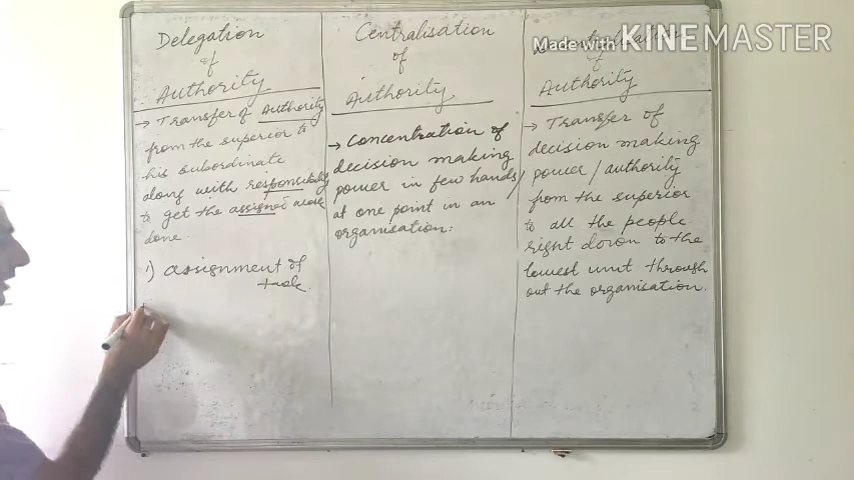 Delegation
of
Authority
→ Transfer of Authority
from the superior to
his subordinate
along with responsibility
to get the assigned work
done.
1) assignment of
task.
Centralisation
of
Authority
→ Concentration of
decision making
power in few hands/
at one point in an
organisation.
Made with KINEMASTER
of
Authority
→ Transfer of
decision making
power/authority
from the superior
to all the people
right down to the
lowest unit through
out the organisation.